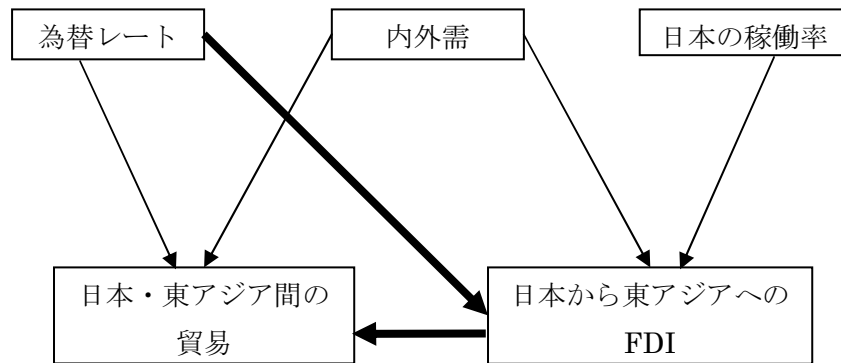 為替レート
内外需
日本の稼働率
日本・東アジア間の
貿易
日本から東アジアへの
FDI